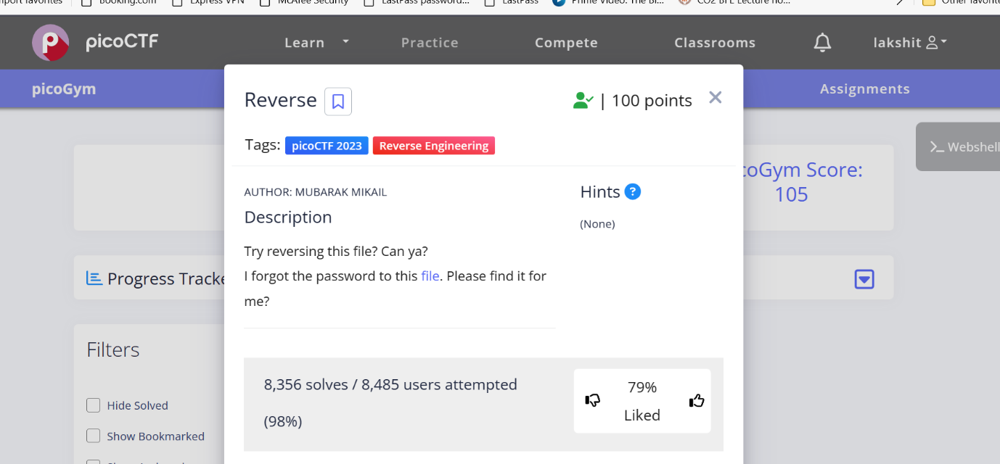 mport favorites Booking.com Express VPN McAfee Security LastPass password... LastPass Prime Video: The Bi... CO2 BFE Lecture no... Other favorite
picoCTF Learn Practice Compete Classrooms lakshit
picoGym Assignments
Reverse | 100 points
Tags: picoCTF 2023 Reverse Engineering
Webshell
AUTHOR: MUBARAK MIKAIL
Hints ?
Description
(None)
coGym Score:
105
Try reversing this file? Can ya?
I forgot the password to this file. Please find it for
me?
Progress Tracke
Filters
8,356 solves / 8,485 users attempted
(98%)
79%
Liked
Hide Solved
Show Bookmarked